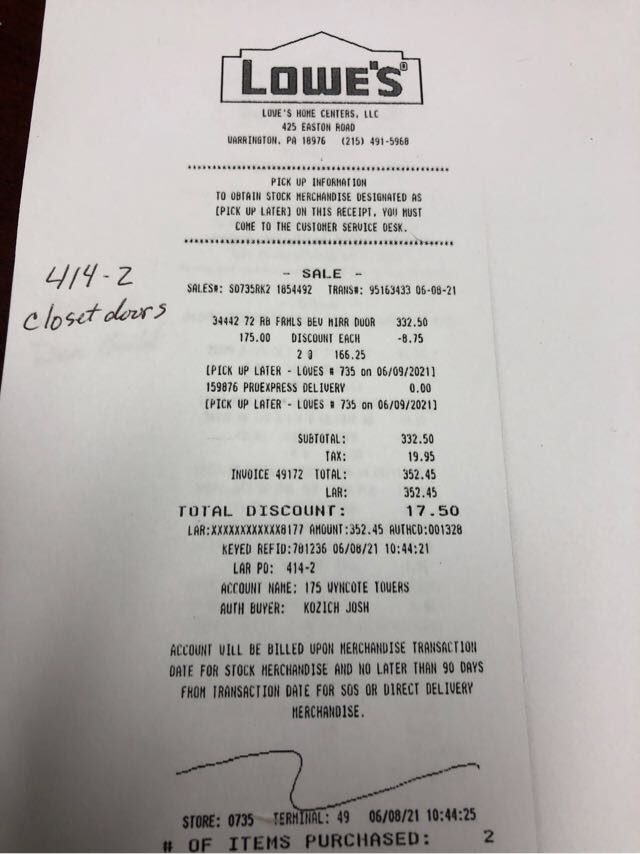 LOWE'S
LOWE'S HOME CENTERS, LLC
425 EASTON ROAD
WARRINGTON, PA 18976 (215) 491-5968
PICK UP INFORMATION
TO OBTAIN STOCK MERCHANDISE DESIGNATED AS
[PICK UP LATER] ON THIS RECEIPT, YOU MUST
COME TO THE CUSTOMER SERVICE DESK.
414-2
closet doors
- SALE -
SALES#: S0735RK2 1854492 TRANS#: 95163433 06-08-21
34442 72 RB FRMLS BEV MIRR DOOR 332.50
175.00 DISCOUNT EACH -8.75
2 @ 166.25
[PICK UP LATER - LOWES # 735 on 06/09/2021]
159876 PROEXPRESS DELIVERY 0.00
[PICK UP LATER - LOWES # 735 on 06/09/2021]
SUBTOTAL: 332.50
TAX: 19.95
INVOICE 49172 TOTAL: 352.45
LAR: 352.45
TOTAL DISCOUNT: 17.50
LAR:XXXXXXXXXXXX8177 AMOUNT:352.45 AUTHCD:001328
KEYED REFID:781236 06/08/21 10:44:21
LAR PO: 414-2
ACCOUNT NAME: 175 WYNCOTE TOWERS
AUTH BUYER: KOZICH JOSH
ACCOUNT WILL BE BILLED UPON MERCHANDISE TRANSACTION
DATE FOR STOCK MERCHANDISE AND NO LATER THAN 90 DAYS
FROM TRANSACTION DATE FOR SOS OR DIRECT DELIVERY
MERCHANDISE.
STORE: 0735 TERMINAL: 49 06/08/21 10:44:25
# OF ITEMS PURCHASED: 2